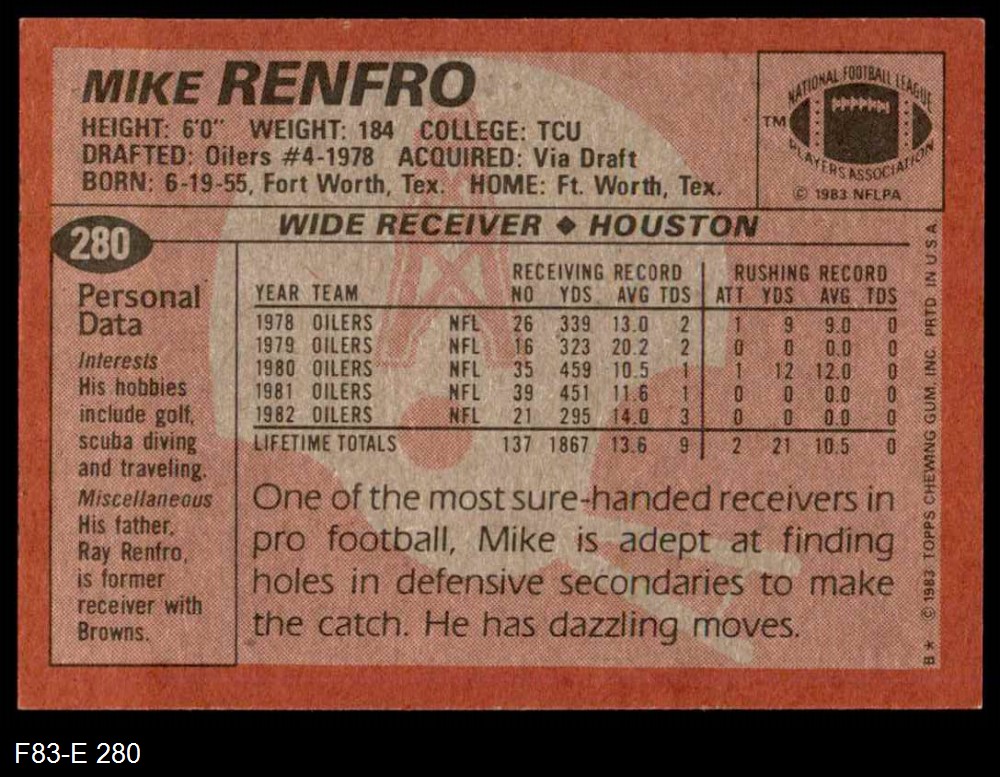 MIKE RENFRO
HEIGHT: 6'0" WEIGHT: 184 COLLEGE: TCU
DRAFTED: Oilers #4-1978 ACQUIRED: Via Draft
BORN: 6-19-55, Fort Worth, Tex. HOME: Ft. Worth, Tex.
NATIONAL FOOTBALL LEAGUE
TM
PLAYERS ASSOCIATION
© 1983 NFLPA
WIDE RECEIVER ◆ HOUSTON
280
Personal
Data
Interests
His hobbies
include golf,
scuba diving
and traveling.
Miscellaneous
His father,
Ray Renfro,
is former
receiver with
Browns.
RECEIVING RECORD RUSHING RECORD
YEAR TEAM NO YDS AVG TDS ATT YDS AVG TDS
1978 OILERS NFL 26 339 13.0 2 1 9 9.0 0
1979 OILERS NFL 16 323 20.2 2 0 0 0.0 0
1980 OILERS NFL 35 459 10.5 1 1 12 12.0 0
1981 OILERS NFL 39 451 11.6 1 0 0 0.0 0
1982 OILERS NFL 21 295 14.0 3 0 0 0.0 0
LIFETIME TOTALS 137 1867 13.6 9 2 21 10.5 0
One of the most sure-handed receivers in
pro football, Mike is adept at finding
holes in defensive secondaries to make
the catch. He has dazzling moves.
B* © 1983 TOPPS CHEWING GUM, INC. PRTD. IN U.S.A.
F83-E 280